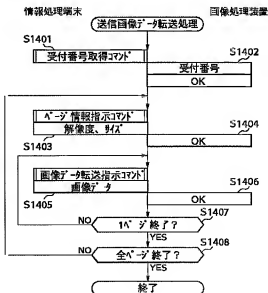 情報処理端末
画像処理装置
送信画像データ転送処理
S1401
受付番号取得コマンド
S1402
受付番号
OK
ページ情報指示コマンド
解像度、サイズ
S1403
S1404
OK
画像データ転送指示コマンド
画像データ
S1405
S1406
OK
S1407
NO
1ページ終了?
YES
S1408
NO
全ページ終了?
YES
終了